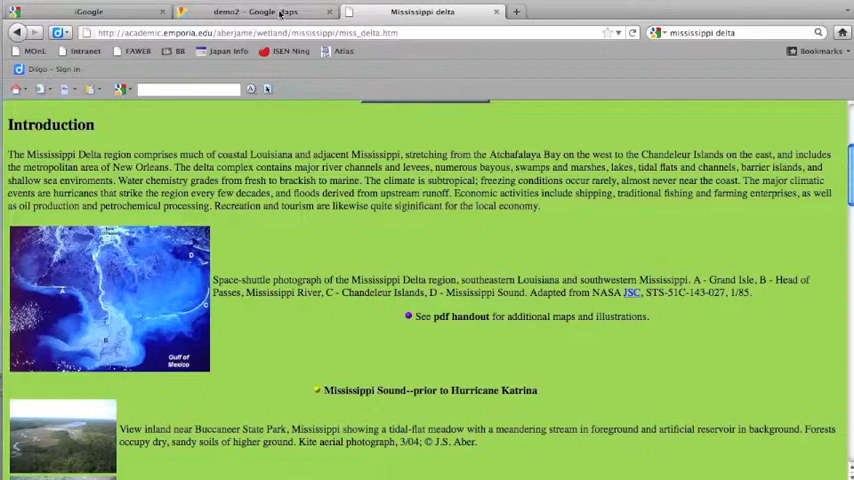 iGoogle
demo2 - Google Maps
Mississippi delta
http://academic.emporia.edu/aberjame/wetland/mississippi/miss_delta.htm
mississippi delta
MOnL
Intranet
FAWEB
BB
Japan Info
ISEN Ning
Atlas
Bookmarks
Diigo - Sign in
Introduction
The Mississippi Delta region comprises much of coastal Louisiana and adjacent Mississippi, stretching from the Atchafalaya Bay on the west to the Chandeleur Islands on the east, and includes
the metropolitan area of New Orleans. The delta complex contains major river channels and levees, numerous bayous, swamps and marshes, lakes, tidal flats and channels, barrier islands, and
shallow sea enviroments. Water chemistry grades from fresh to brackish to marine. The climate is subtropical; freezing conditions occur rarely, almost never near the coast. The major climatic
events are hurricanes that strike the region every few decades, and floods derived from upstream runoff. Economic activities include shipping, traditional fishing and farming enterprises, as well
as oil production and petrochemical processing. Recreation and tourism are likewise quite siginificant for the local economy.
D
A
C
B
Gulf of
Mexico
Space-shuttle photograph of the Mississippi Delta region, southeastern Louisiana and southwestern Mississippi. A - Grand Isle, B - Head of
Passes, Mississippi River, C - Chandeleur Islands, D - Mississippi Sound. Adapted from NASA JSC, STS-51C-143-027, 1/85.
See pdf handout for additional maps and illustrations.
Mississippi Sound--prior to Hurricane Katrina
View inland near Buccaneer State Park, Mississippi showing a tidal-flat meadow with a meandering stream in foreground and artificial reservoir in background. Forests
occupy dry, sandy soils of higher ground. Kite aerial photograph, 3/04; © J.S. Aber.